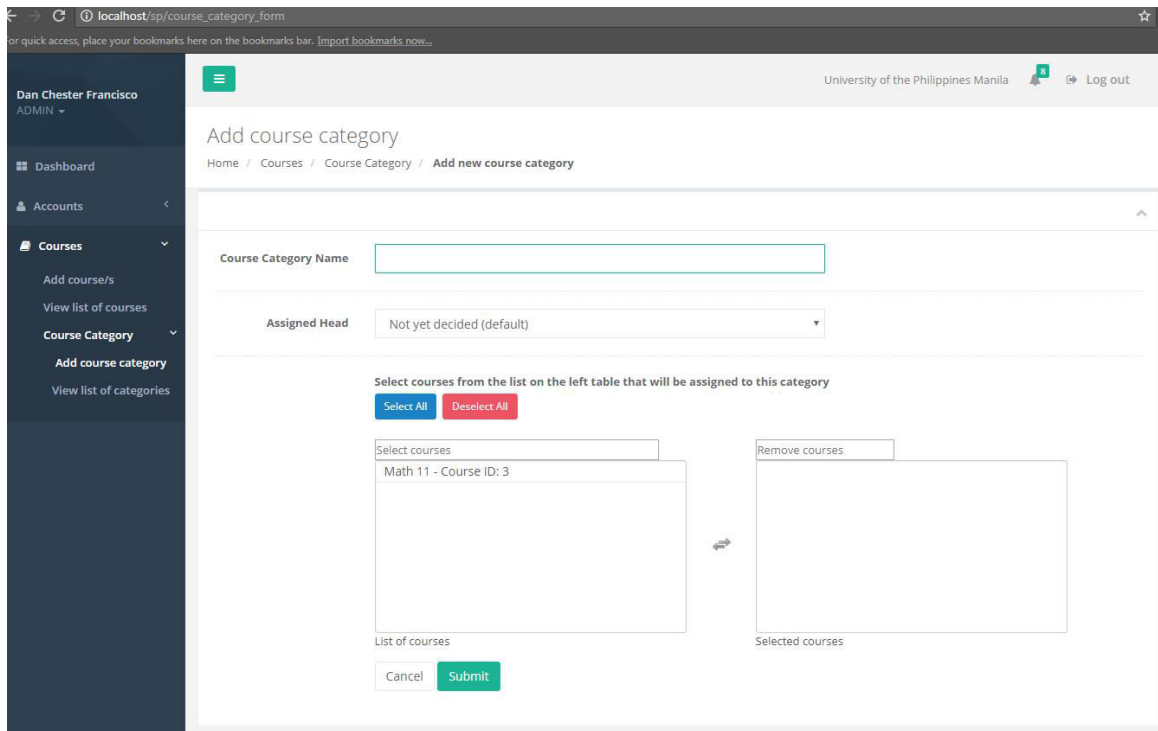 localhost/sp/course_category_form
For quick access, place your bookmarks here on the bookmarks bar. Import bookmarks now...
Dan Chester Francisco
ADMIN
Dashboard
Accounts
Courses
Add course/s
View list of courses
Course Category
Add course category
View list of categories
University of the Philippines Manila
8
Log out
Add course category
Home / Courses / Course Category / Add new course category
Course Category Name
Assigned Head
Not yet decided (default)
Select courses from the list on the left table that will be assigned to this category
Select All
Deselect All
Select courses
Remove courses
Math 11 - Course ID: 3
List of courses
Selected courses
Cancel
Submit